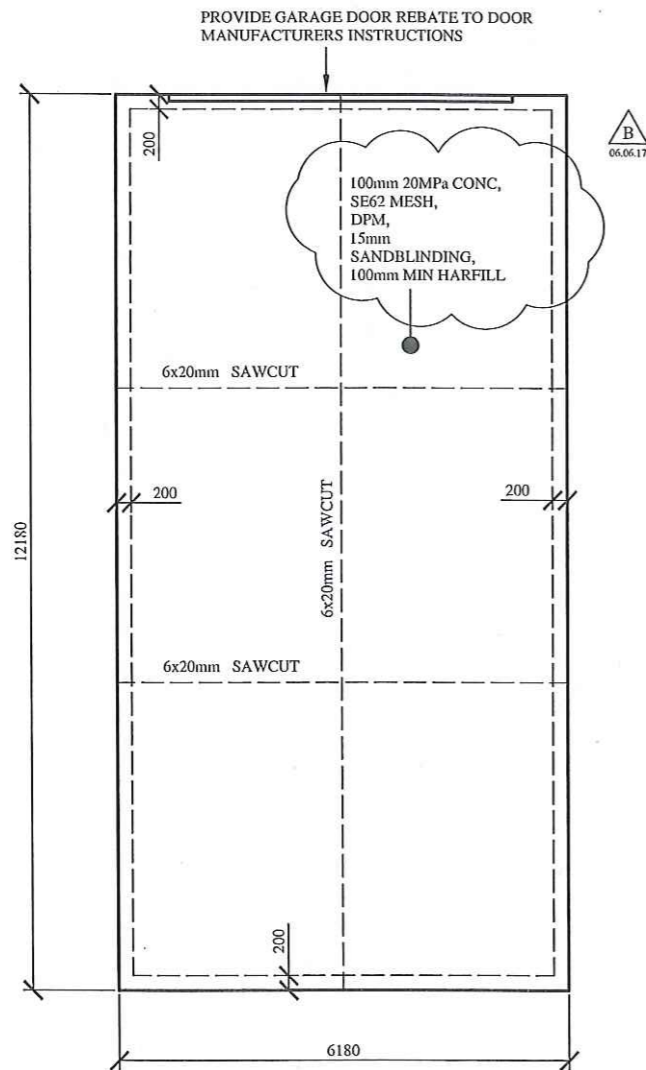 PROVIDE GARAGE DOOR REBATE TO DOOR
MANUFACTURERS INSTRUCTIONS
200
B
06.06.17
100mm 20MPa CONC,
SE62 MESH,
DPM,
15mm
SANDBLINDING,
100mm MIN HARFILL
6x20mm SAWCUT
200
200
12180
6x20mm SAWCUT
6x20mm SAWCUT
200
6180